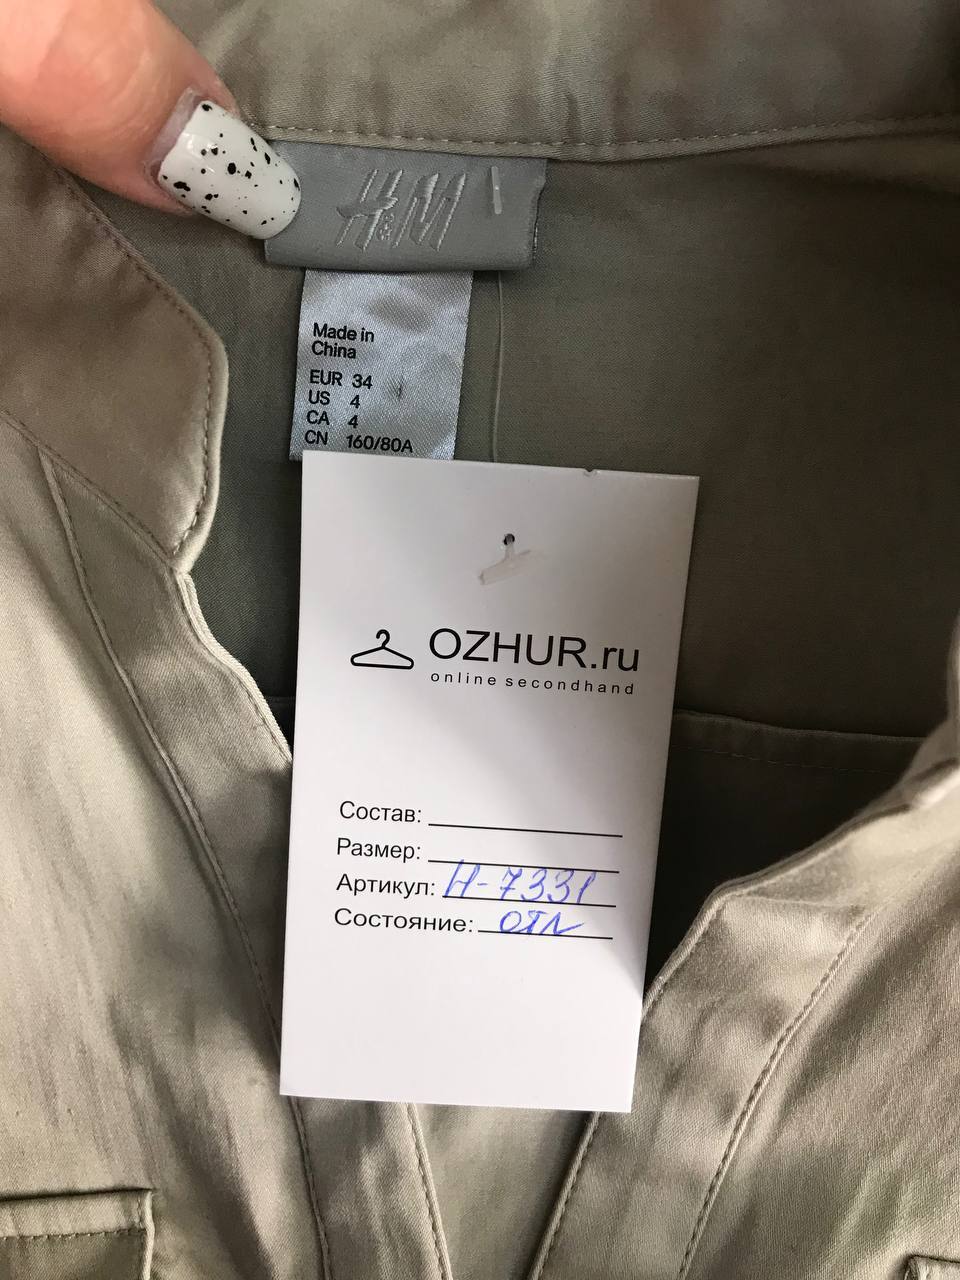 H&M
Made in
China
EUR 34
US 4
CA 4
CN 160/80A
OZHUR.ru
online secondhand
Состав:
Размер:
Артикул: Н-7331
Состояние: отл